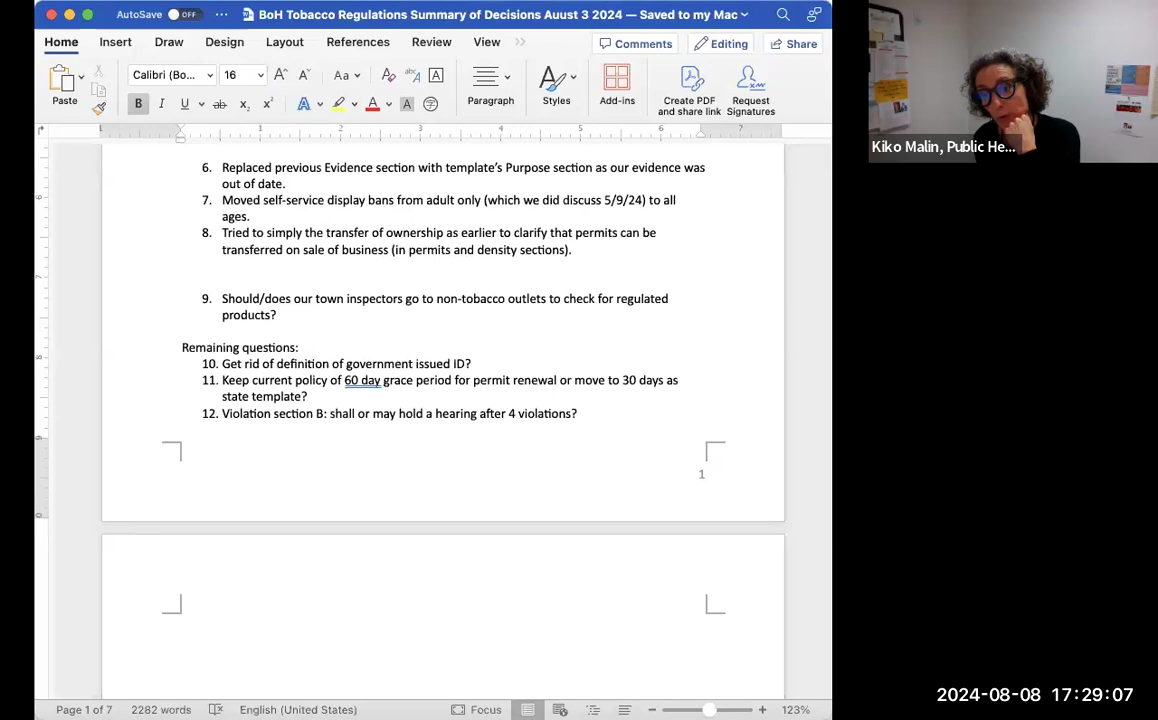 AutoSave OFF ... BoH Tobacco Regulations Summary of Decisions Auust 3 2024 — Saved to my Mac
Home Insert Draw Design Layout References Review View >> Comments Editing Share
Calibri (Bo... 16
Paste Paragraph Styles Add-ins Create PDF and share link Request Signatures
1 2 3 4 5 6 7
6. Replaced previous Evidence section with template's Purpose section as our evidence was
out of date.
7. Moved self-service display bans from adult only (which we did discuss 5/9/24) to all
ages.
8. Tried to simply the transfer of ownership as earlier to clarify that permits can be
transferred on sale of business (in permits and density sections).
9. Should/does our town inspectors go to non-tobacco outlets to check for regulated
products?
Remaining questions:
10. Get rid of definition of government issued ID?
11. Keep current policy of 60 day grace period for permit renewal or move to 30 days as
state template?
12. Violation section B: shall or may hold a hearing after 4 violations?
1
Page 1 of 7 2282 words English (United States) Focus 123%
Kiko Malin, Public He...
2024-08-08 17:29:07